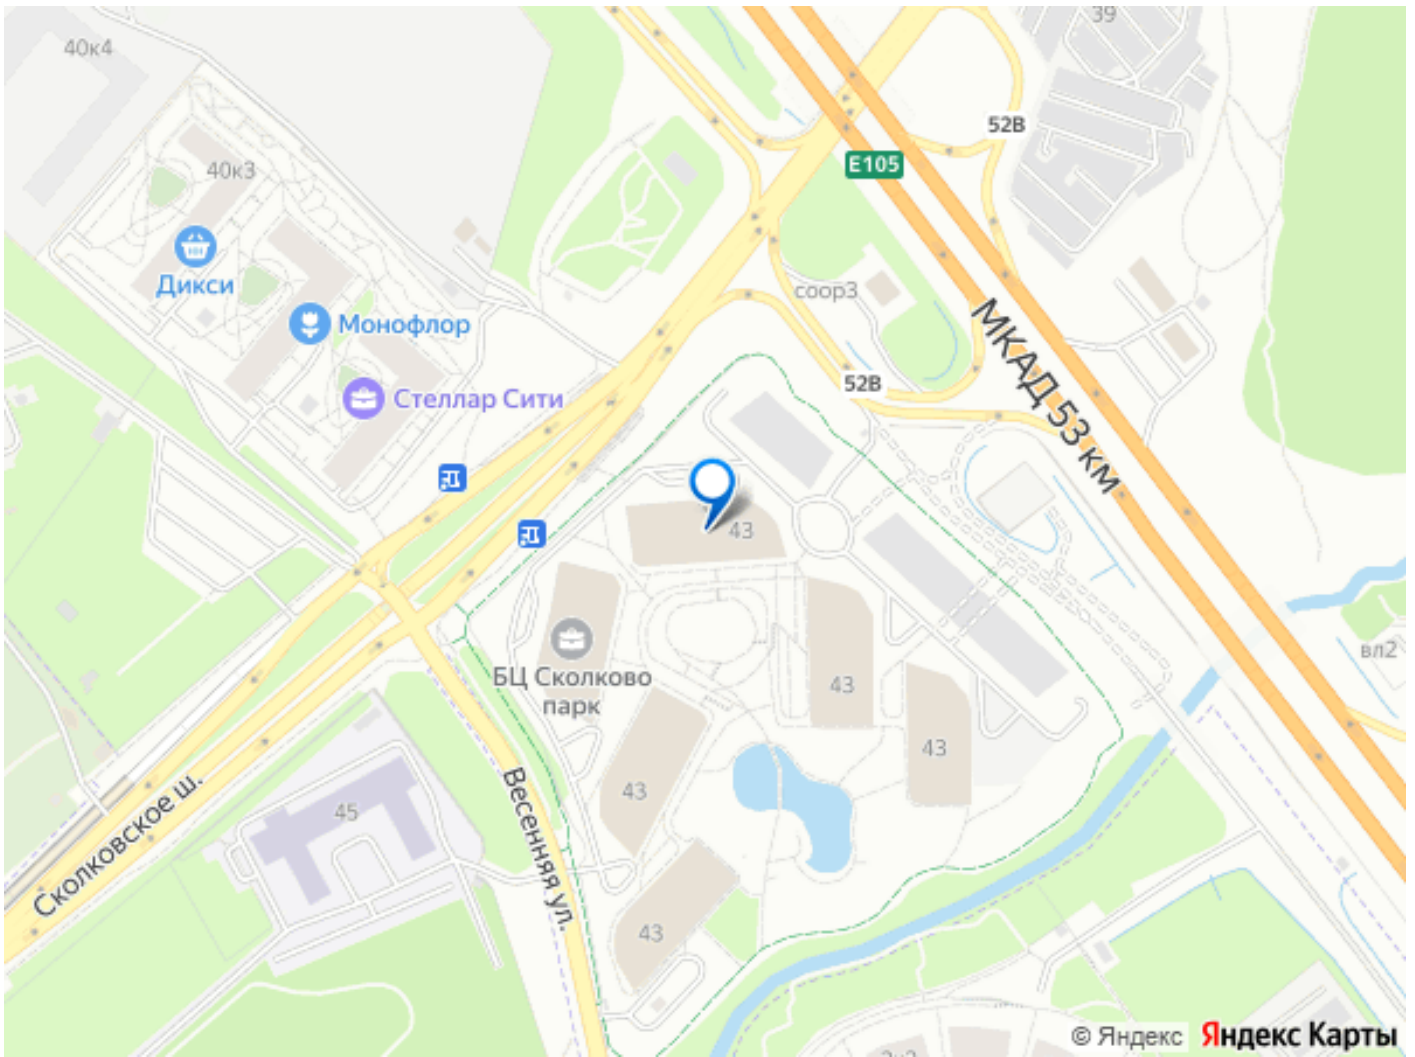 40к4
39
52В
Е105
40к3
Дикси
соор3
Монофлор
МКАД 53 км
52В
Стеллар Сити
43
БЦ Сколково
парк
43
вл2
43
43
Весенняя ул.
Сколковское ш.
45
43
© Яндекс
Яндекс Карты